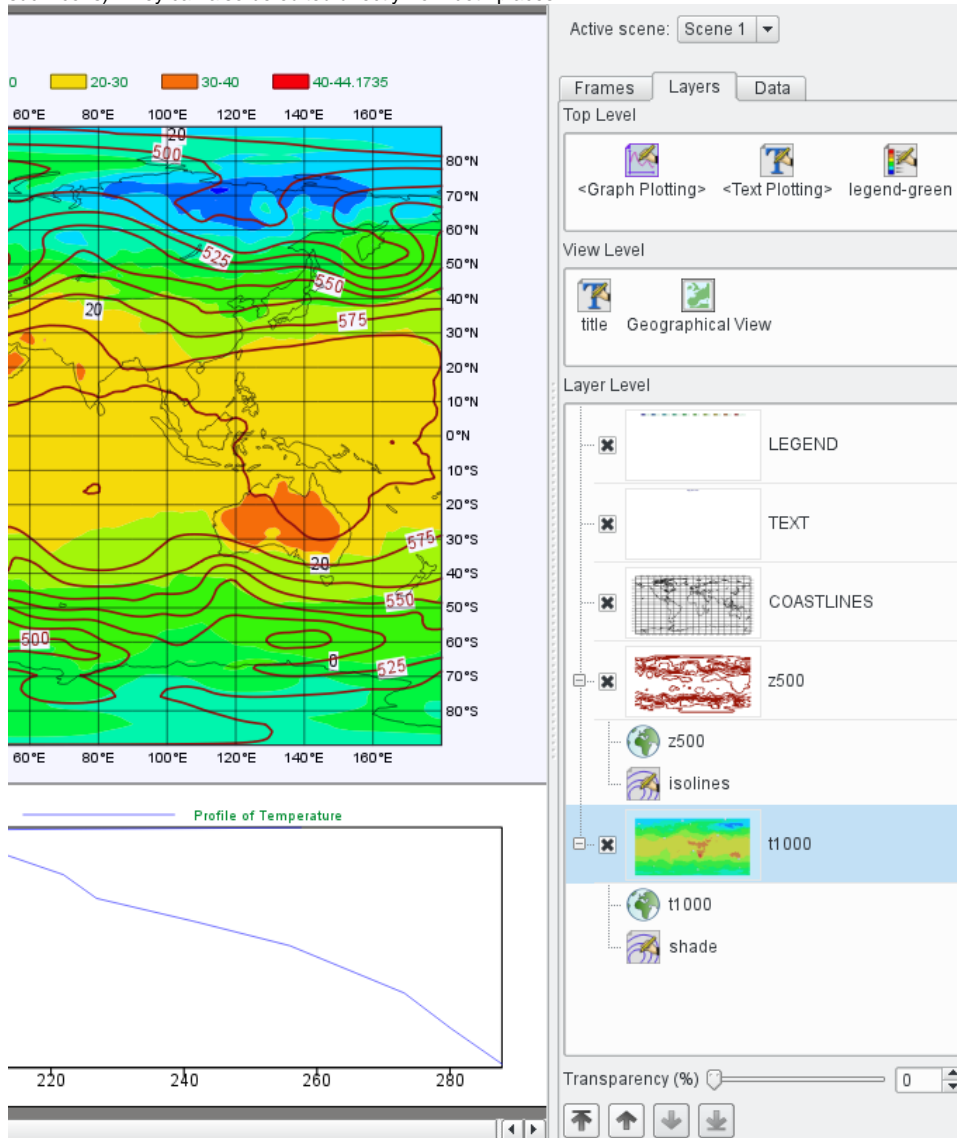 Active scene: Scene 1
0 20-30 30-40 40-44.1735
60°E 80°E 100°E 120°E 140°E 160°E
20
500
80°N
70°N
60°N
525
50°N
550
40°N
20
575
30°N
20°N
10°N
0°N
10°S
20°S
575
30°S
20
40°S
550
50°S
500
60°S
0
525
70°S
80°S
60°E 80°E 100°E 120°E 140°E 160°E
Profile of Temperature
220 240 260 280
Frames Layers Data
Top Level
<Graph Plotting> <Text Plotting> legend-green
View Level
title Geographical View
Layer Level
LEGEND
TEXT
COASTLINES
z500
z500
isolines
t1000
t1000
shade
Transparency (%) 0